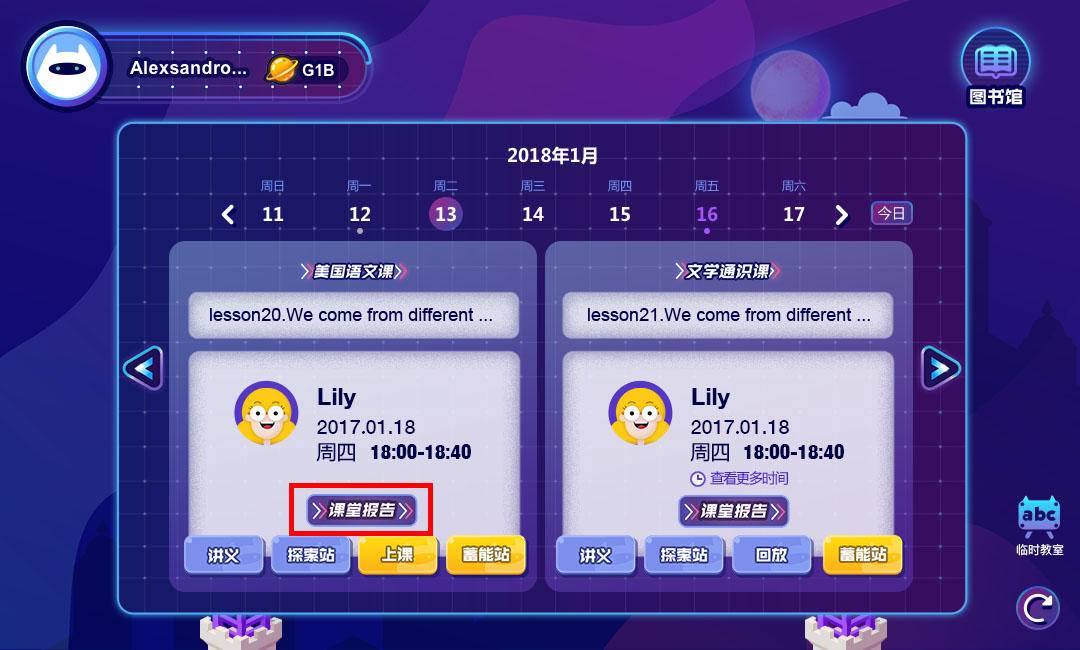 Alexsandro... G1B
图书馆
2018年1月
周日 周一 周二 周三 周四 周五 周六
11 12 13 14 15 16 17 今日
美国语文课
lesson20.We come from different ...
Lily
2017.01.18
周四 18:00-18:40
课堂报告
讲义 探索站 上课 蓄能站
文学通识课
lesson21.We come from different ...
Lily
2017.01.18
周四 18:00-18:40
查看更多时间
课堂报告
讲义 探索站 回放 蓄能站
abc
临时教室